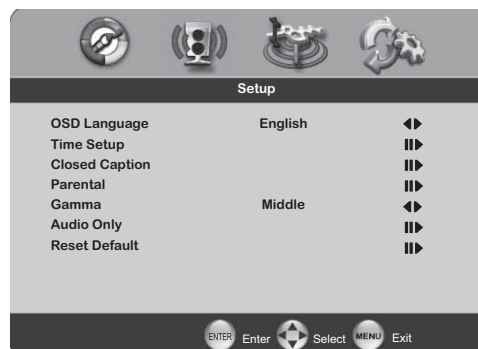 Setup
OSD Language English
Time Setup
Closed Caption
Parental
Gamma Middle
Audio Only
Reset Default
ENTER Enter Select MENU Exit